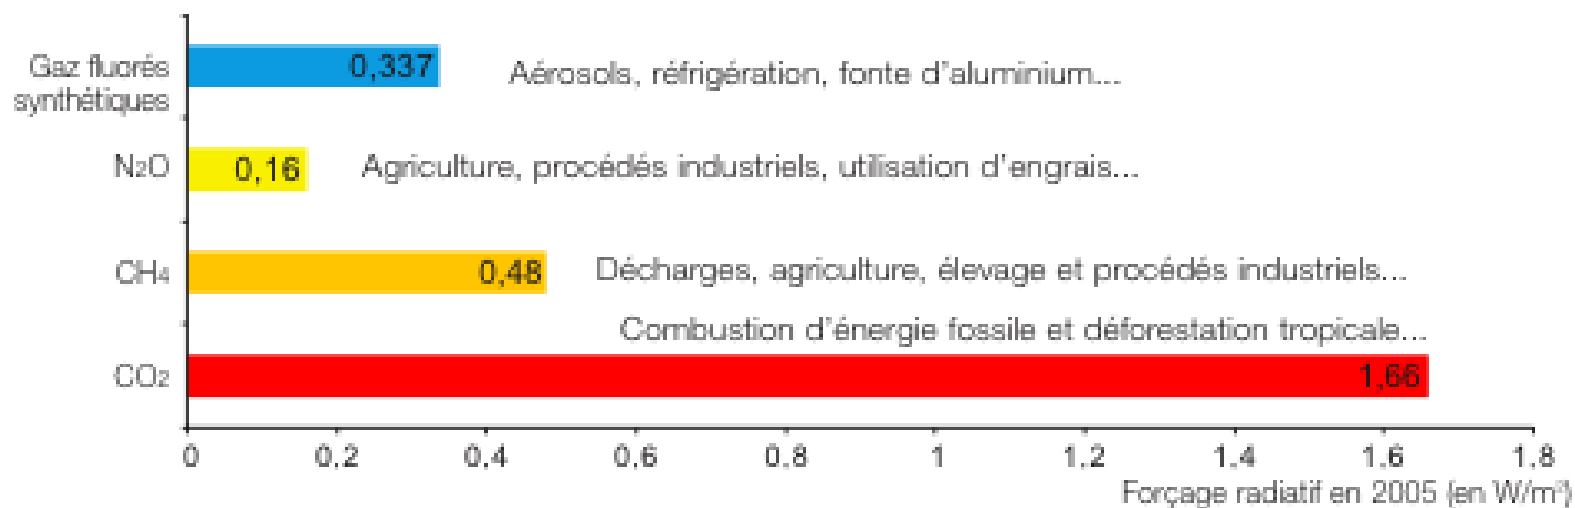 Gaz fluorés
synthétiques
0,337
Aérosols, réfrigération, fonte d'aluminium...
N2O
0,16
Agriculture, procédés industriels, utilisation d'engrais...
CH4
0,48
Décharges, agriculture, élevage et procédés industriels...
Combustion d'énergie fossile et déforestation tropicale...
CO2
1,66
0 0,2 0,4 0,6 0,8 1 1,2 1,4 1,6 1,8
Forçage radiatif en 2005 (en W/m²)